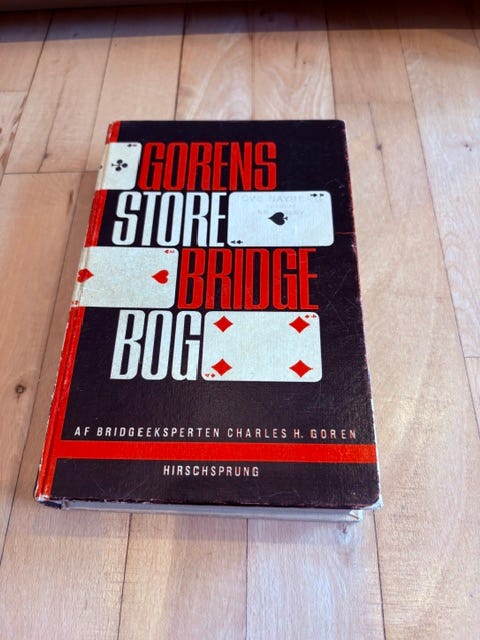 GORENS
STORE
BRIDGE
BOG
AF BRIDGEEKSPERTEN CHARLES H. GOREN
HIRSCHSPRUNG